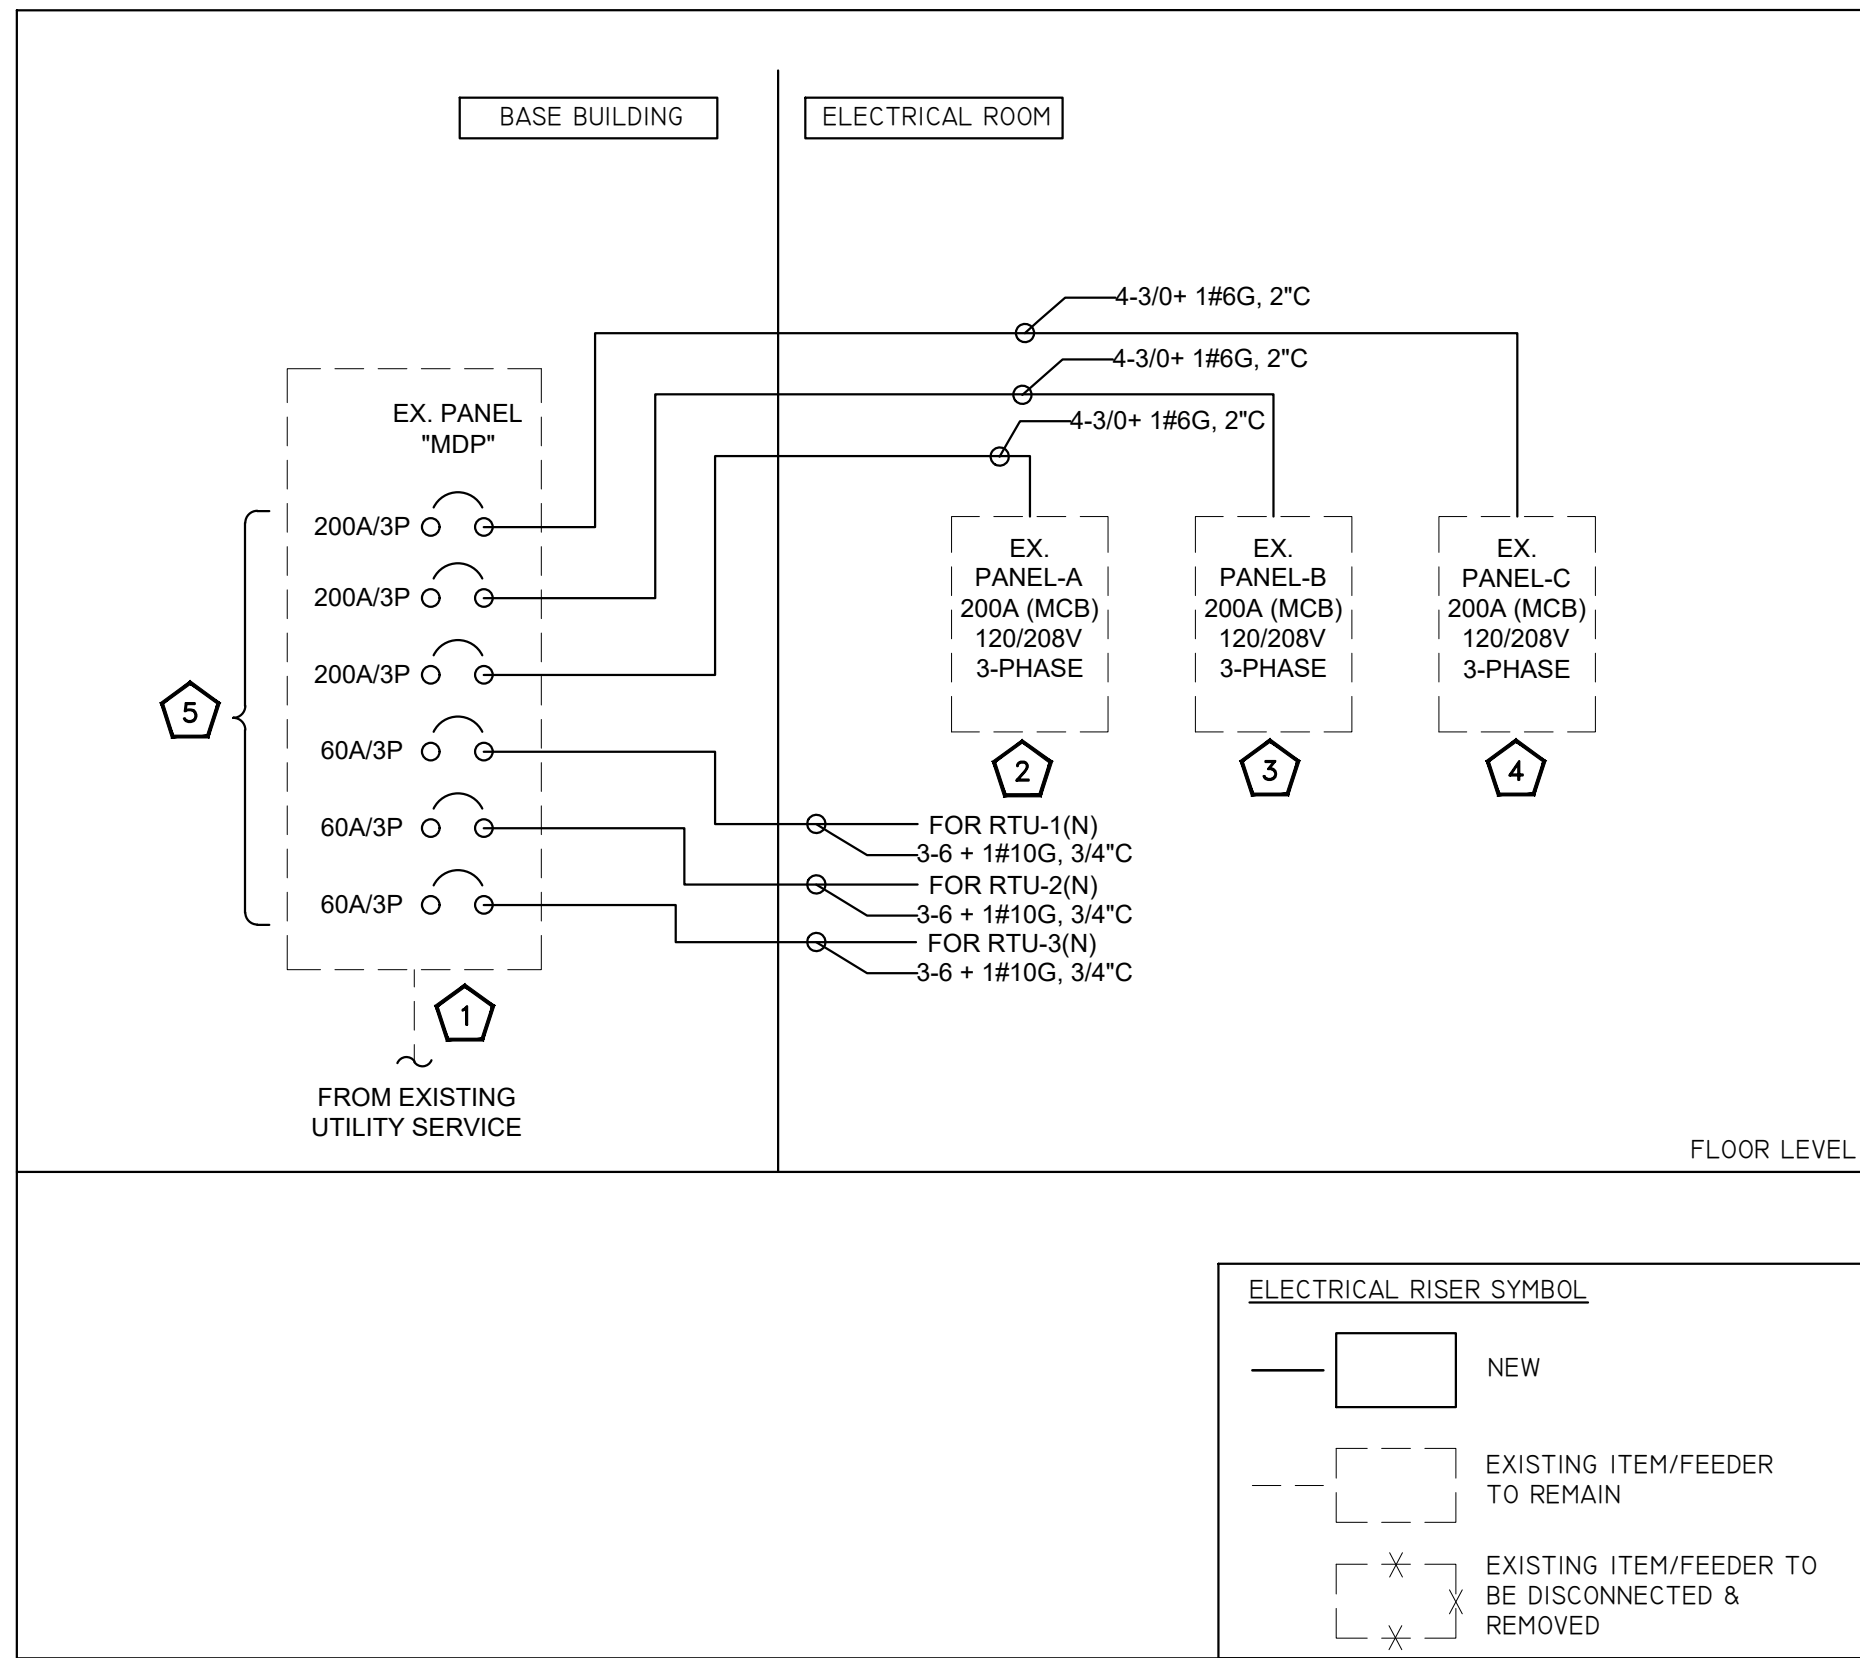 BASE BUILDING
ELECTRICAL ROOM
4-3/0+ 1#6G, 2"C
4-3/0+ 1#6G, 2"C
4-3/0+ 1#6G, 2"C
EX. PANEL
"MDP"
200A/3P
200A/3P
200A/3P
60A/3P
60A/3P
60A/3P
5
1
FROM EXISTING
UTILITY SERVICE
EX.
PANEL-A
200A (MCB)
120/208V
3-PHASE
2
EX.
PANEL-B
200A (MCB)
120/208V
3-PHASE
3
EX.
PANEL-C
200A (MCB)
120/208V
3-PHASE
4
FOR RTU-1(N)
3-6 + 1#10G, 3/4"C
FOR RTU-2(N)
3-6 + 1#10G, 3/4"C
FOR RTU-3(N)
3-6 + 1#10G, 3/4"C
FLOOR LEVEL
ELECTRICAL RISER SYMBOL
NEW
EXISTING ITEM/FEEDER
TO REMAIN
EXISTING ITEM/FEEDER TO
BE DISCONNECTED &
REMOVED